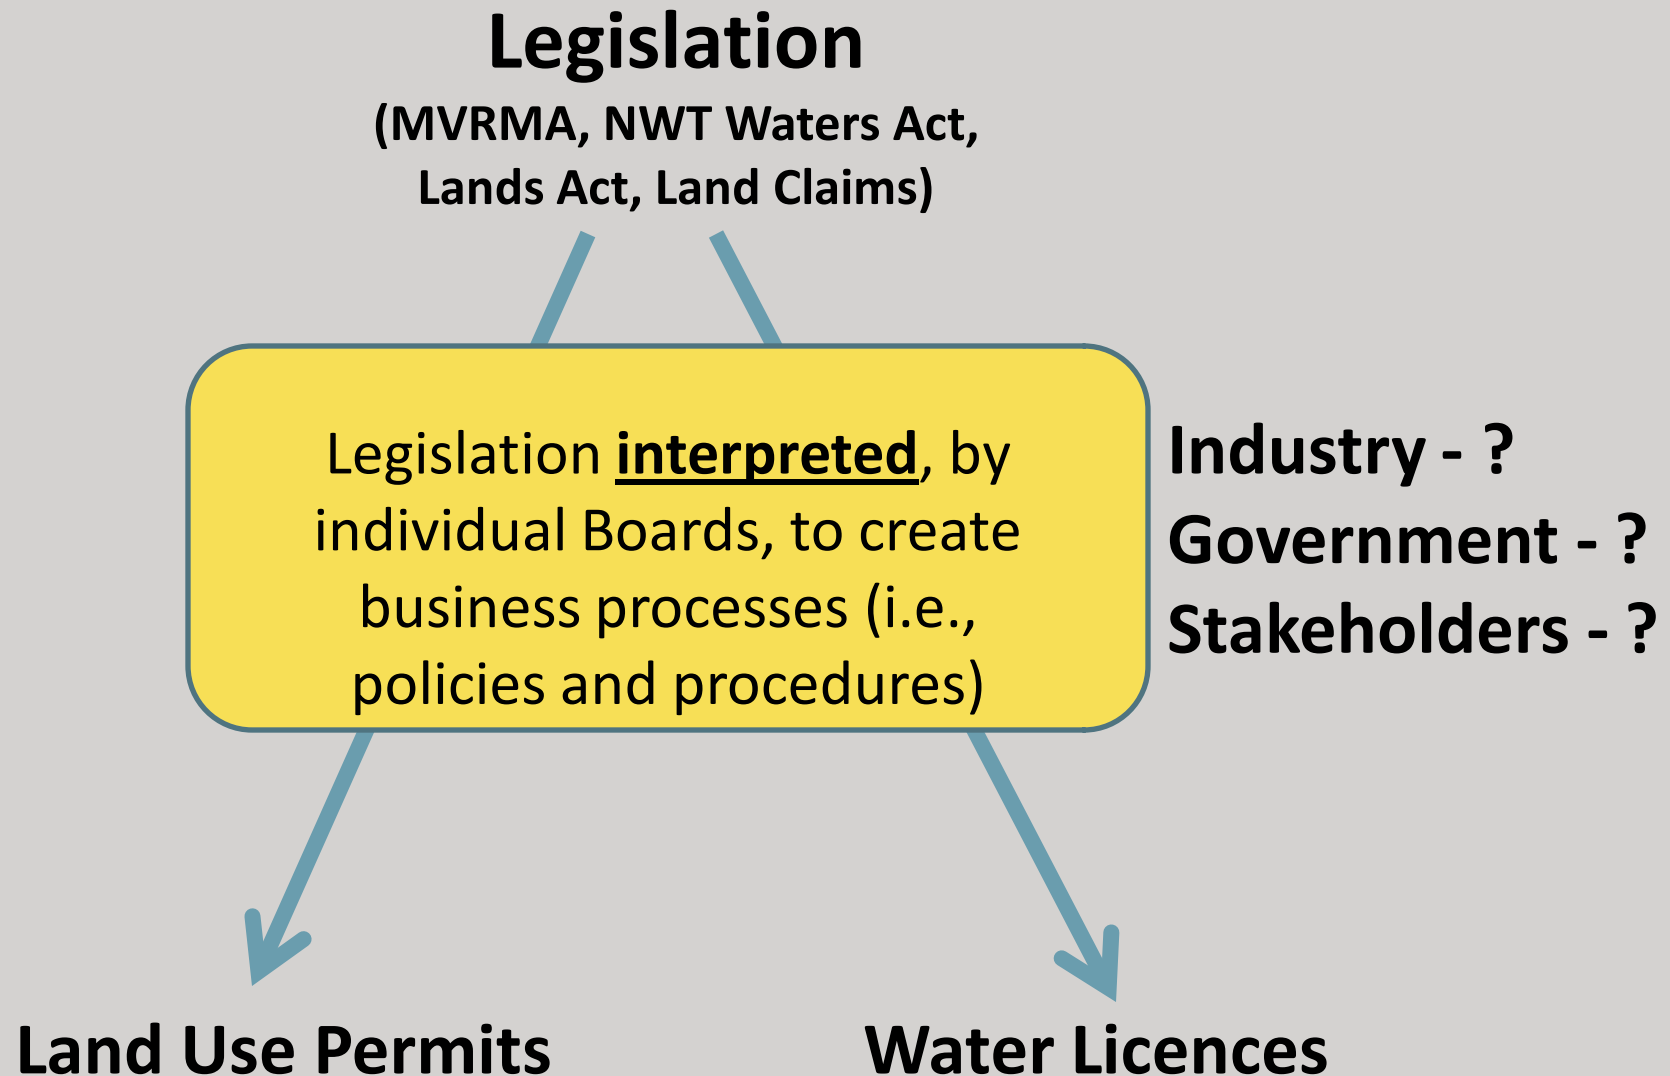 Legislation
(MVRMA, NWT Waters Act,
Lands Act, Land Claims)
Legislation interpreted, by
individual Boards, to create
business processes (i.e.,
policies and procedures)
Industry - ?
Government - ?
Stakeholders - ?
Land Use Permits
Water Licences